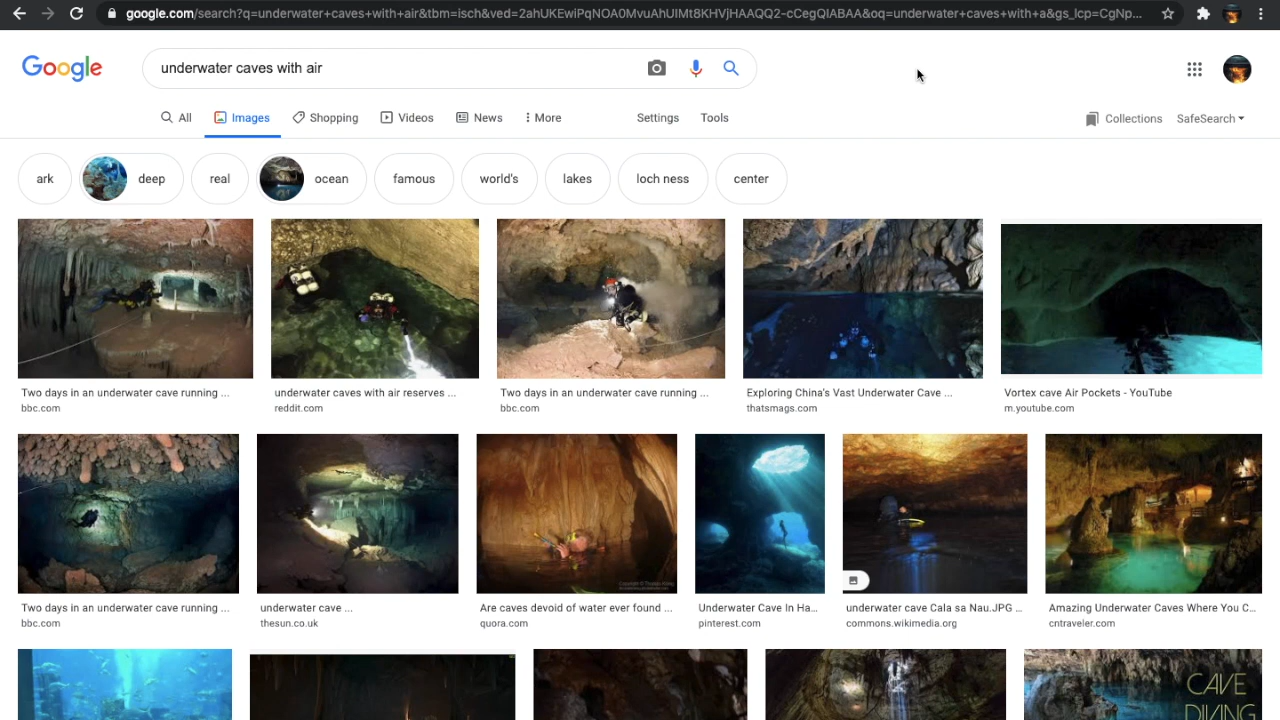 google.com/search?q=underwater+caves+with+air&tbm=isch&ved=2ahUKEwiPqNOA0MvuAhUIMt8KHVjHAAQQ2-cCegQIABAA&oq=underwater+caves+with+a&gs_lcp=CgNp...
Google
underwater caves with air
All
Images
Shopping
Videos
News
More
Settings
Tools
Collections
SafeSearch
ark
deep
real
ocean
famous
world's
lakes
loch ness
center
Two days in an underwater cave running ...
bbc.com
underwater caves with air reserves ...
reddit.com
Two days in an underwater cave running ...
bbc.com
Exploring China's Vast Underwater Cave ...
thatsmags.com
Vortex cave Air Pockets - YouTube
m.youtube.com
Two days in an underwater cave running ...
bbc.com
underwater cave ...
thesun.co.uk
Are caves devoid of water ever found ...
quora.com
Underwater Cave In Ha...
pinterest.com
underwater cave Cala sa Nau.JPG ...
commons.wikimedia.org
Amazing Underwater Caves Where You C...
cntraveler.com
CAVE
DIVING